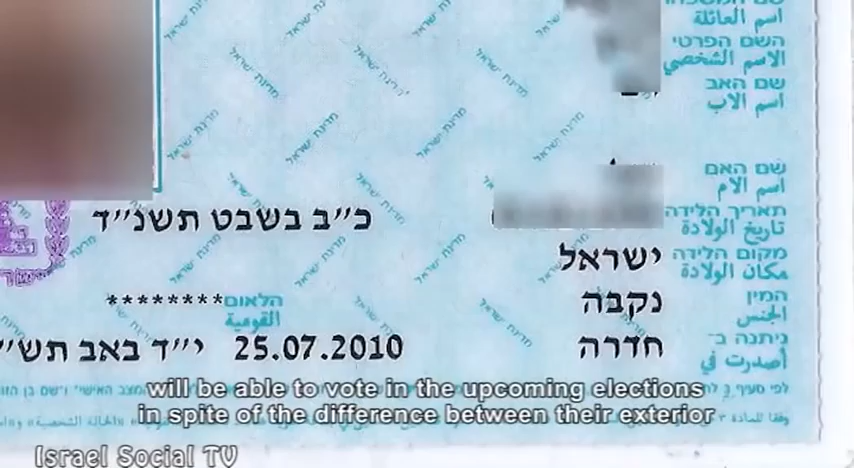 اسم العائلة
השם הפרטי
الاسم الشخصي
שם האב
اسم الاب
שם האם
اسم الام
תאריך הלידה
כ״ב בשבט תשנ״ד
تاريخ الولادة
מקום הלידה ישראל
مكان الولادة
המין נקבה
הלאום ********
الجنس
القومية
ניתנה ב־ חדרה 25.07.2010 י״ד באב
أصدرت في
will be able to vote in the upcoming elections
in spite of the difference between their exterior
Israel Social TV